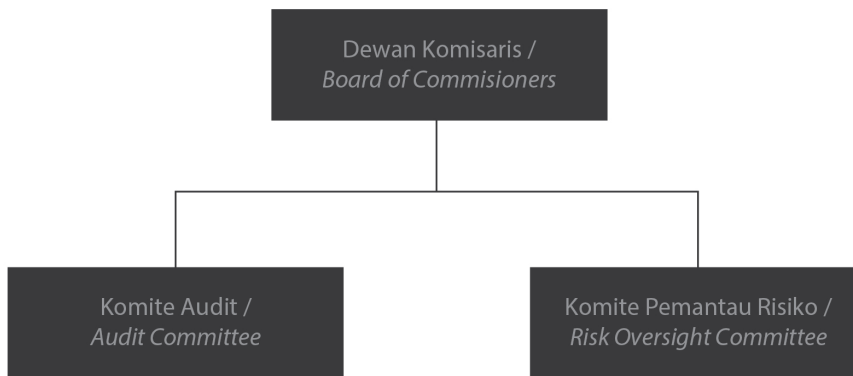 Dewan Komisaris /
Board of Commisioners
Komite Audit /
Audit Committee
Komite Pemantau Risiko /
Risk Oversight Committee